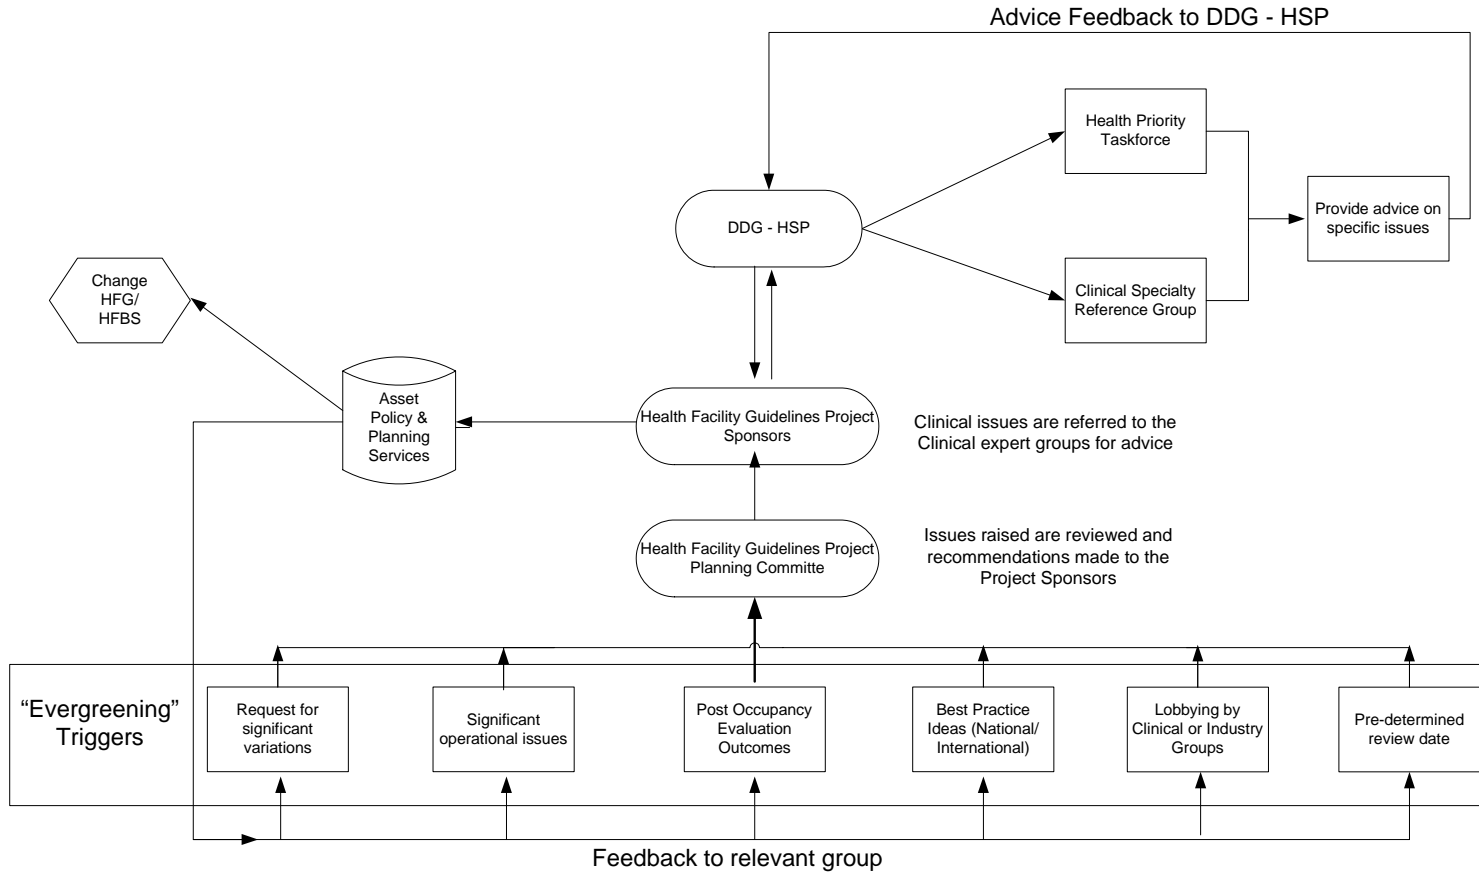 Advice Feedback to DDG - HSP
Health Priority
Taskforce
DDG - HSP
Provide advice on
specific issues
Clinical Specialty
Reference Group
Change
HFG/
HFBS
Asset
Policy &
Planning
Services
Health Facility Guidelines Project
Sponsors
Clinical issues are referred to the
Clinical expert groups for advice
Health Facility Guidelines Project
Planning Committe
Issues raised are reviewed and
recommendations made to the
Project Sponsors
“Evergreening”
Triggers
Request for
significant
variations
Significant
operational issues
Post Occupancy
Evaluation
Outcomes
Best Practice
Ideas (National/
International)
Lobbying by
Clinical or Industry
Groups
Pre-determined
review date
Feedback to relevant group